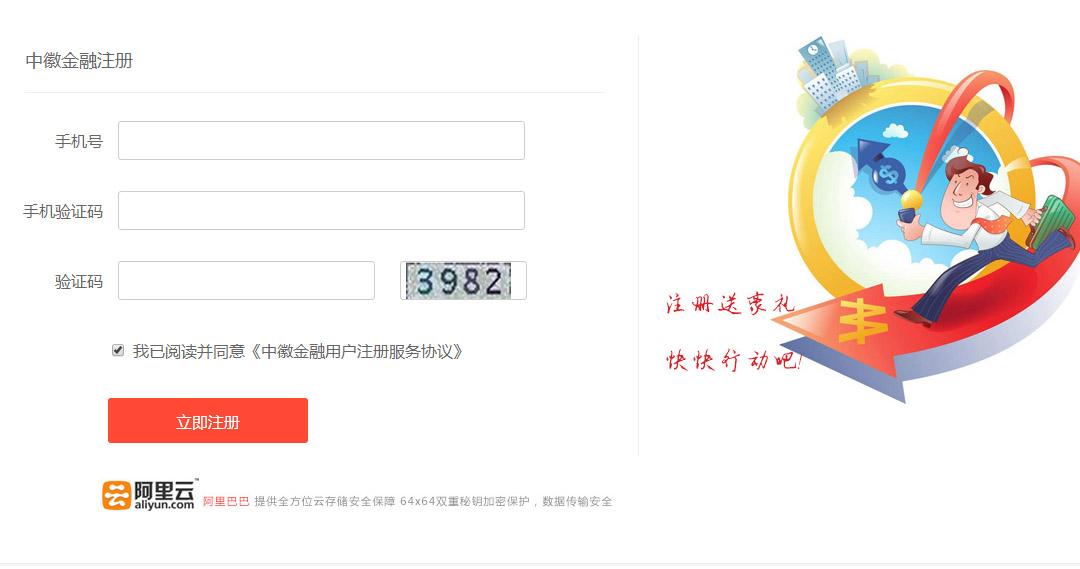 中徽金融注册
手机号
手机验证码
验证码
3982
我已阅读并同意《中徽金融用户注册服务协议》
立即注册
阿里云™
aliyun.com
阿里巴巴 提供全方位云存储安全保障 64x64双重秘钥加密保护，数据传输安全
注册送豪礼
快快行动吧!
$